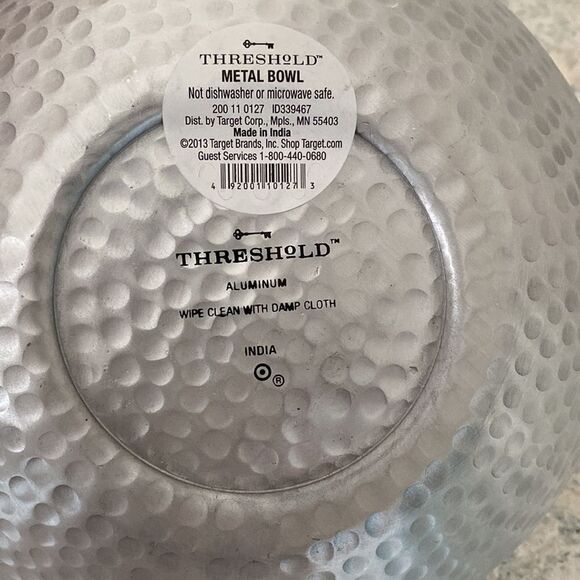 THRESHOLD™
METAL BOWL
Not dishwasher or microwave safe.
200 11 0127 ID339467
Dist. by Target Corp., Mpls., MN 55403
Made in India
©2013 Target Brands, Inc. Shop Target.com
Guest Services 1-800-440-0680
4 92001 10127 3
THRESHOLD™
ALUMINUM
WIPE CLEAN WITH DAMP CLOTH
INDIA
®